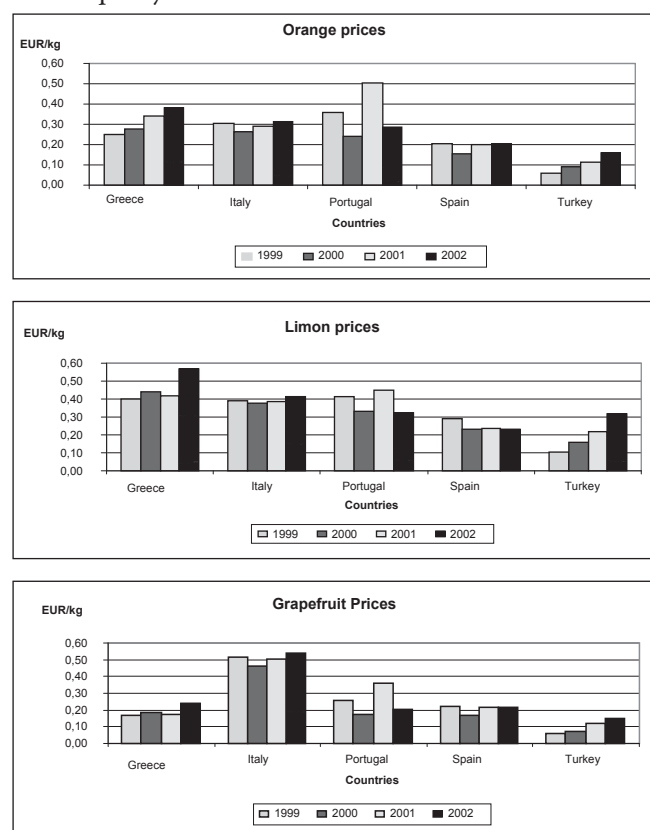 Orange prices
EUR/kg
0,60
0,50
0,40
0,30
0,20
0,10
0,00
Greece Italy Portugal Spain Turkey
Countries
1999 2000 2001 2002
Limon prices
EUR/kg
0,60
0,50
0,40
0,30
0,20
0,10
0,00
Greece Italy Portugal Spain Turkey
Countries
1999 2000 2001 2002
Grapefruit Prices
EUR/kg
0,60
0,50
0,40
0,30
0,20
0,10
0,00
Greece Italy Portugal Spain Turkey
Countries
1999 2000 2001 2002